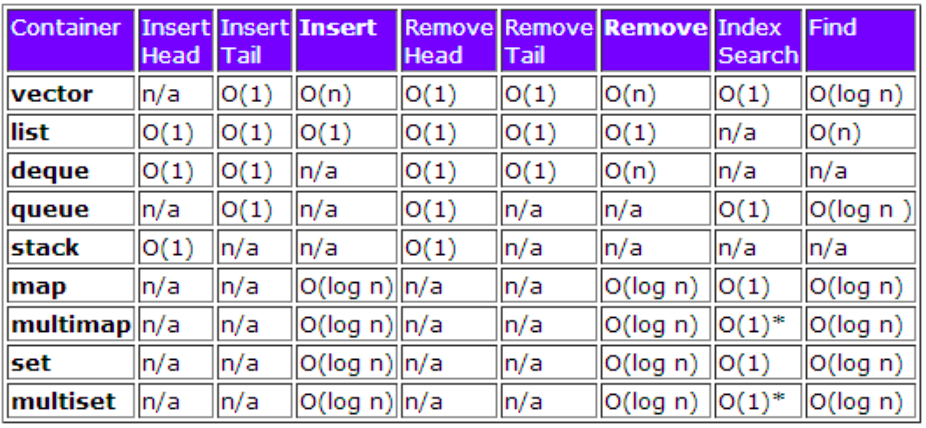 Container Insert Head Insert Tail Insert Remove Head Remove Tail Remove Index Search Find
vector n/a O(1) O(n) O(1) O(1) O(n) O(1) O(log n)
list O(1) O(1) O(1) O(1) O(1) O(1) n/a O(n)
deque O(1) O(1) n/a O(1) O(1) O(n) n/a n/a
queue n/a O(1) n/a O(1) n/a n/a O(1) O(log n )
stack O(1) n/a n/a O(1) n/a n/a n/a n/a
map n/a n/a O(log n) n/a n/a O(log n) O(1) O(log n)
multimap n/a n/a O(log n) n/a n/a O(log n) O(1)* O(log n)
set n/a n/a O(log n) n/a n/a O(log n) O(1) O(log n)
multiset n/a n/a O(log n) n/a n/a O(log n) O(1)* O(log n)